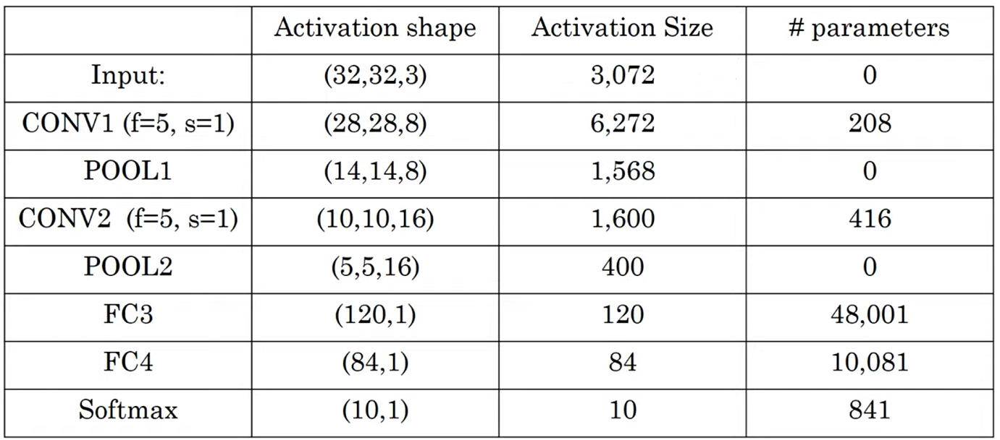 Activation shape Activation Size # parameters
Input: (32,32,3) 3,072 0
CONV1 (f=5, s=1) (28,28,8) 6,272 208
POOL1 (14,14,8) 1,568 0
CONV2 (f=5, s=1) (10,10,16) 1,600 416
POOL2 (5,5,16) 400 0
FC3 (120,1) 120 48,001
FC4 (84,1) 84 10,081
Softmax (10,1) 10 841